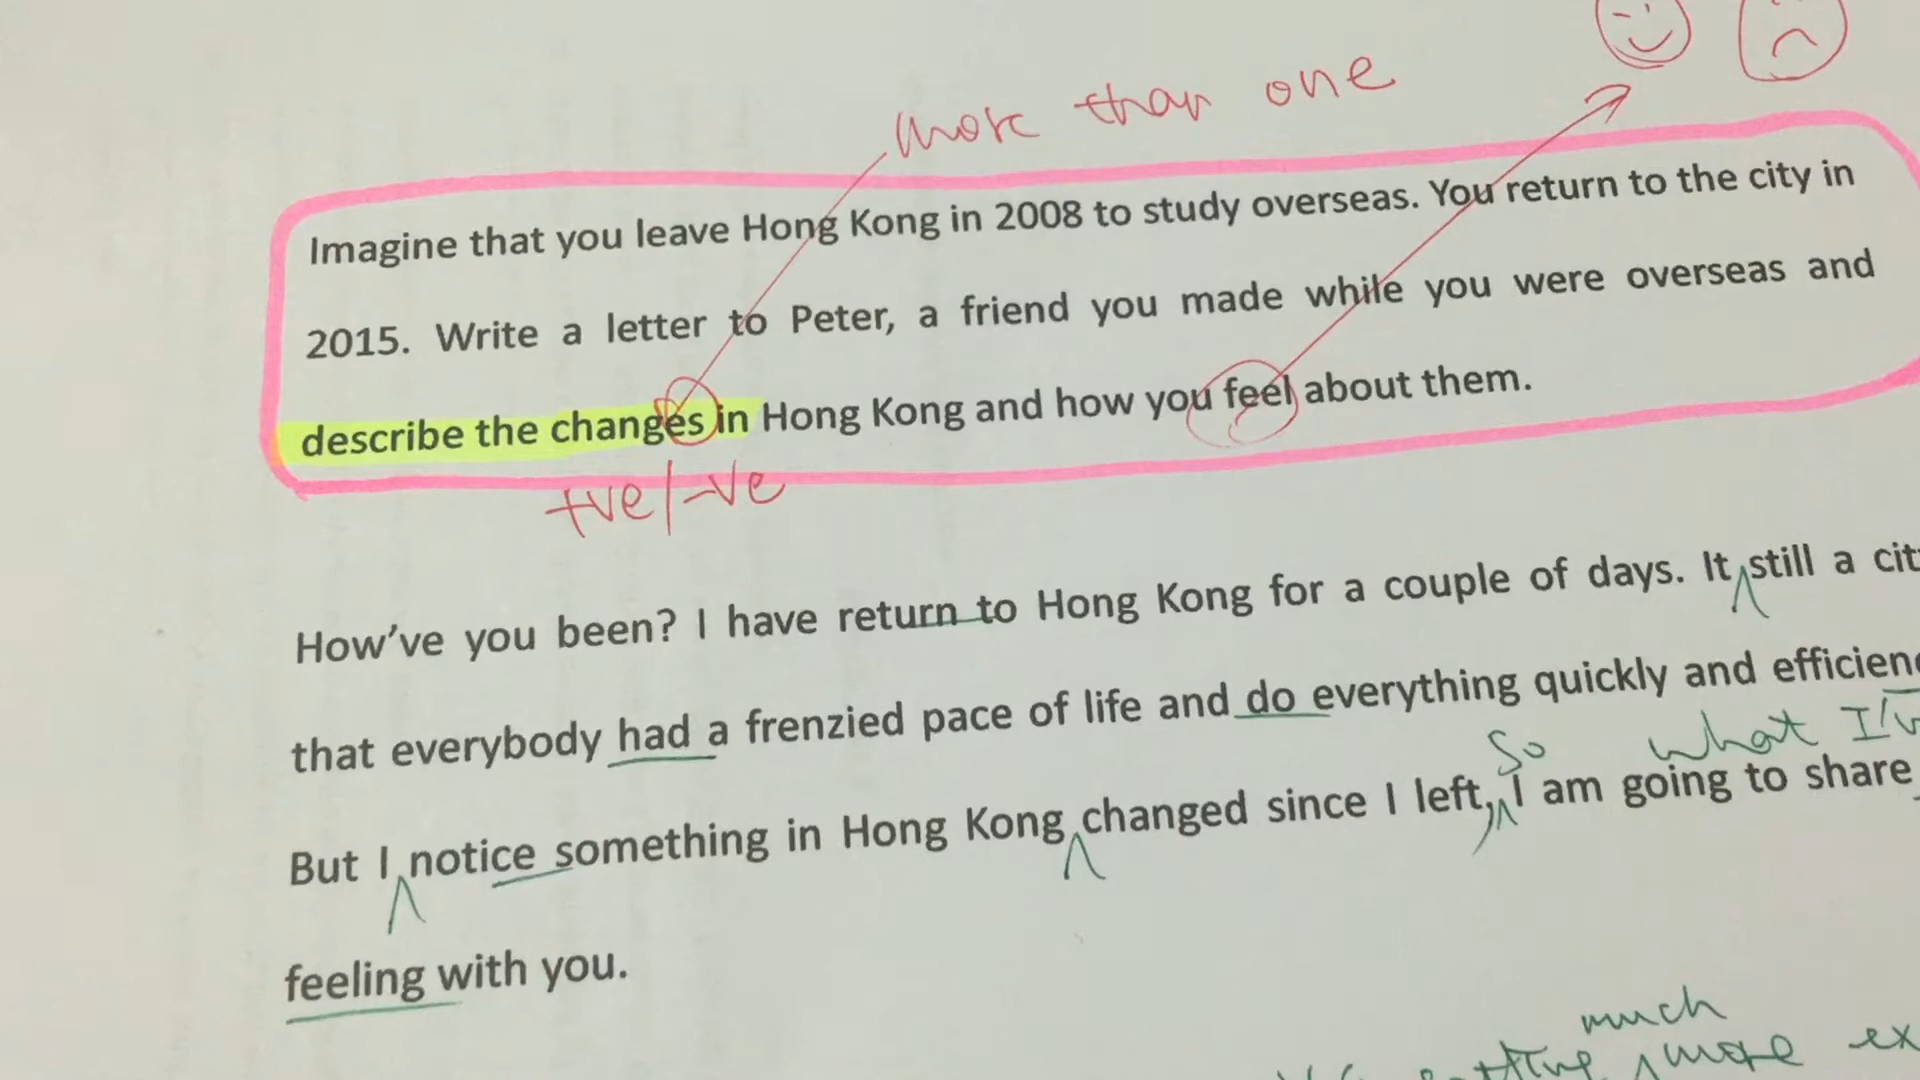 more than one
Imagine that you leave Hong Kong in 2008 to study overseas. You return to the city in
2015. Write a letter to Peter, a friend you made while you were overseas and
describe the changes in Hong Kong and how you feel about them.
+ve/-ve
How've you been? I have return to Hong Kong for a couple of days. It still a
that everybody had a frenzied pace of life and do everything quickly and
So what
But I notice something in Hong Kong changed since I left, I am going to share
feeling with you.
much
more